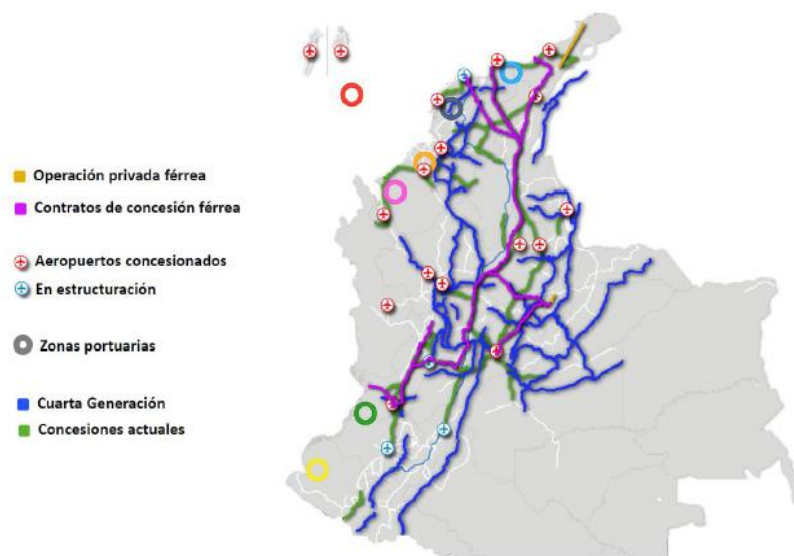 Operación privada férrea
Contratos de concesión férrea
Aeropuertos concesionados
En estructuración
Zonas portuarias
Cuarta Generación
Concesiones actuales